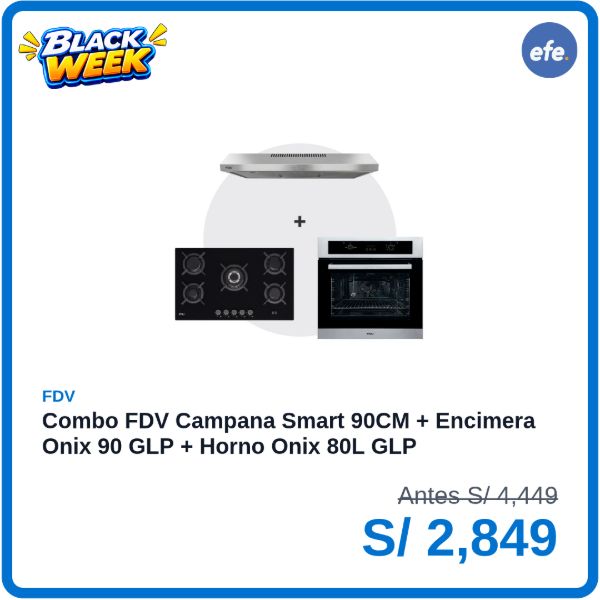 BLACK
WEEK
efe.
+
FDV
Combo FDV Campana Smart 90CM + Encimera
Onix 90 GLP + Horno Onix 80L GLP
Antes S/ 4,449
S/ 2,849